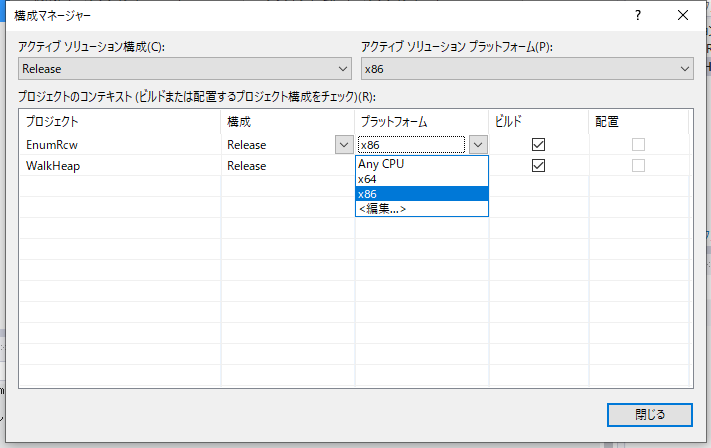 構成マネージャー
アクティブ ソリューション構成(C):
アクティブ ソリューション プラットフォーム(P):
Release
x86
プロジェクトのコンテキスト (ビルドまたは配置するプロジェクト構成をチェック)(R):
プロジェクト 構成 プラットフォーム ビルド 配置
EnumRcw Release x86
WalkHeap Release
Any CPU
x64
x86
<編集...>
閉じる